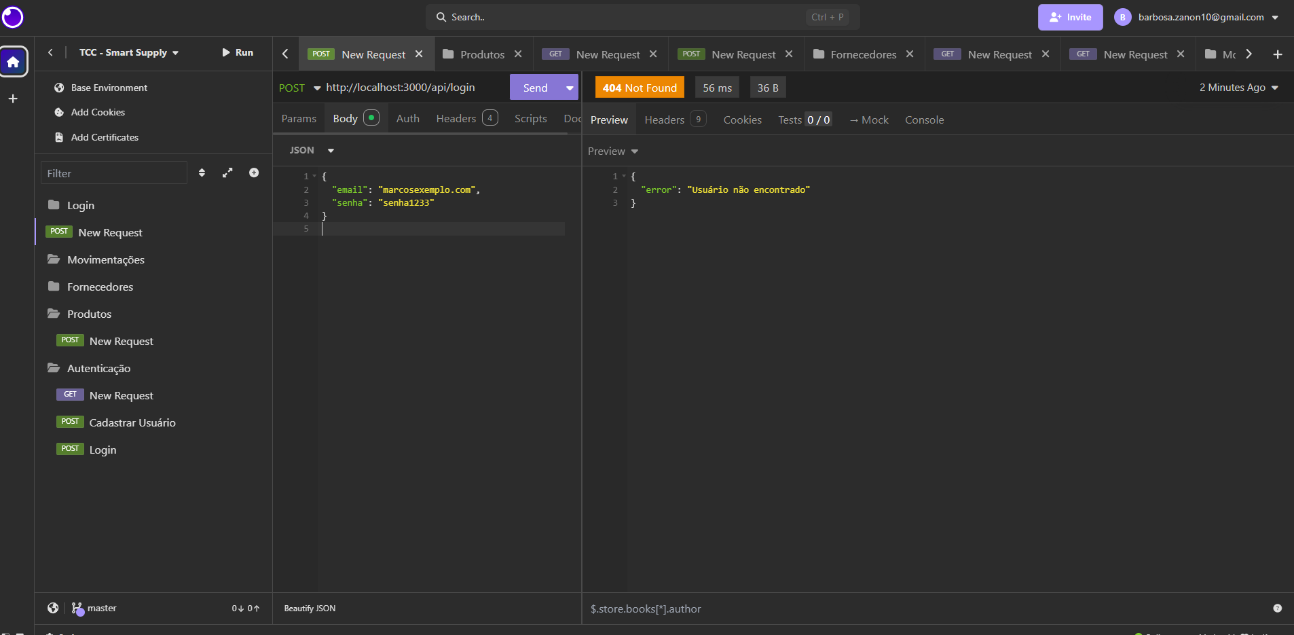 Search..
Ctrl + P
Invite
B
barbosa.zanon10@gmail.com
TCC - Smart Supply
Run
POST New Request
Produtos
GET New Request
POST New Request
Fornecedores
GET New Request
GET New Request
Mo
Base Environment
Add Cookies
Add Certificates
Filter
Login
POST New Request
Movimentações
Fornecedores
Produtos
POST New Request
Autenticação
GET New Request
POST Cadastrar Usuário
POST Login
master
0 0
POST http://localhost:3000/api/login
Send
Params Body Auth Headers 4 Scripts Doc
JSON
1 {
2 "email": "marcosexemplo.com",
3 "senha": "senha1233"
4 }
5
Beautify JSON
404 Not Found
56 ms
36 B
2 Minutes Ago
Preview Headers 9 Cookies Tests 0 / 0 → Mock Console
Preview
1 {
2 "error": "Usuário não encontrado"
3 }
$.store.books[*].author